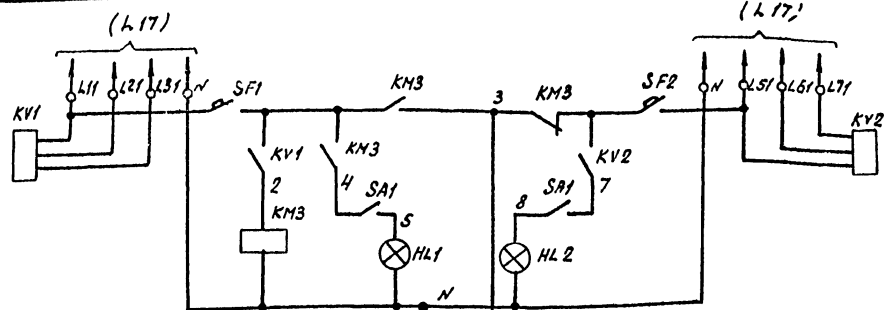 (L17)
(L17)
L11
L21
L31
N
SF1
KM3
3
KM3
SF2
N
L51
L61
L71
KV1
KV2
KV1
KM3
KV2
2
4
SA1
SA1
7
KM3
5
8
HL1
HL2
N